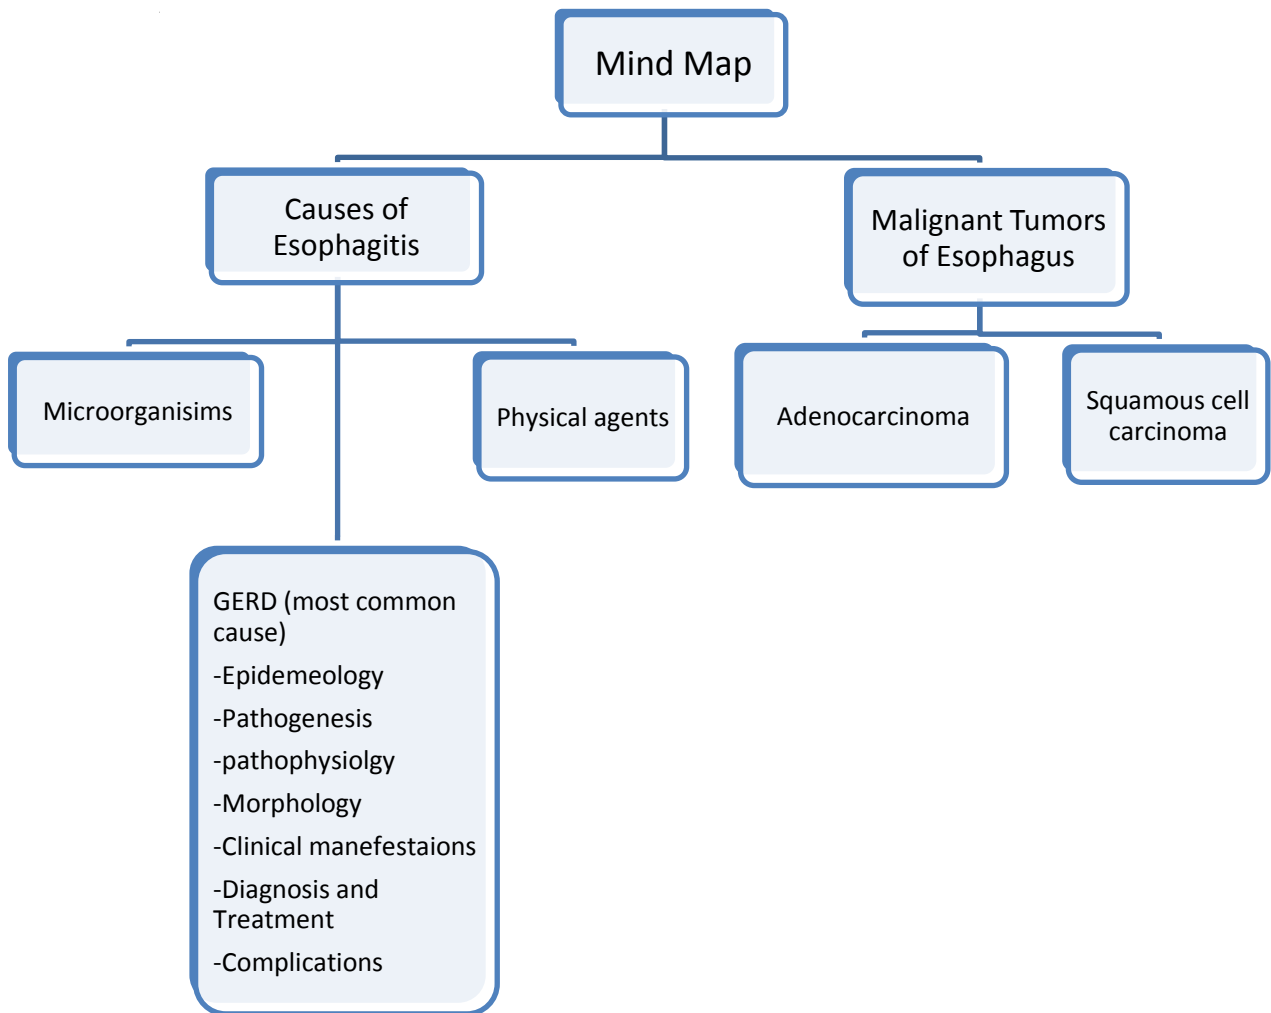 Mind Map
Causes of
Esophagitis
Malignant Tumors
of Esophagus
Microorganisims
Physical agents
Adenocarcinoma
Squamous cell
carcinoma
GERD (most common
cause)
-Epidemeology
-Pathogenesis
-pathophysiolgy
-Morphology
-Clinical manefestaions
-Diagnosis and
Treatment
-Complications